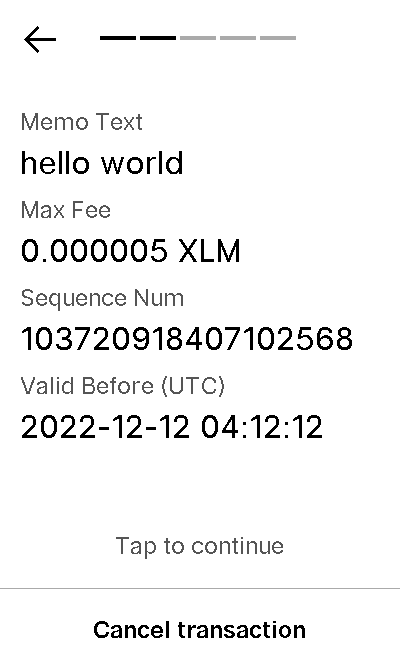 Memo Text
hello world
Max Fee
0.000005 XLM
Sequence Num
103720918407102568
Valid Before (UTC)
2022-12-12 04:12:12
Tap to continue
Cancel transaction